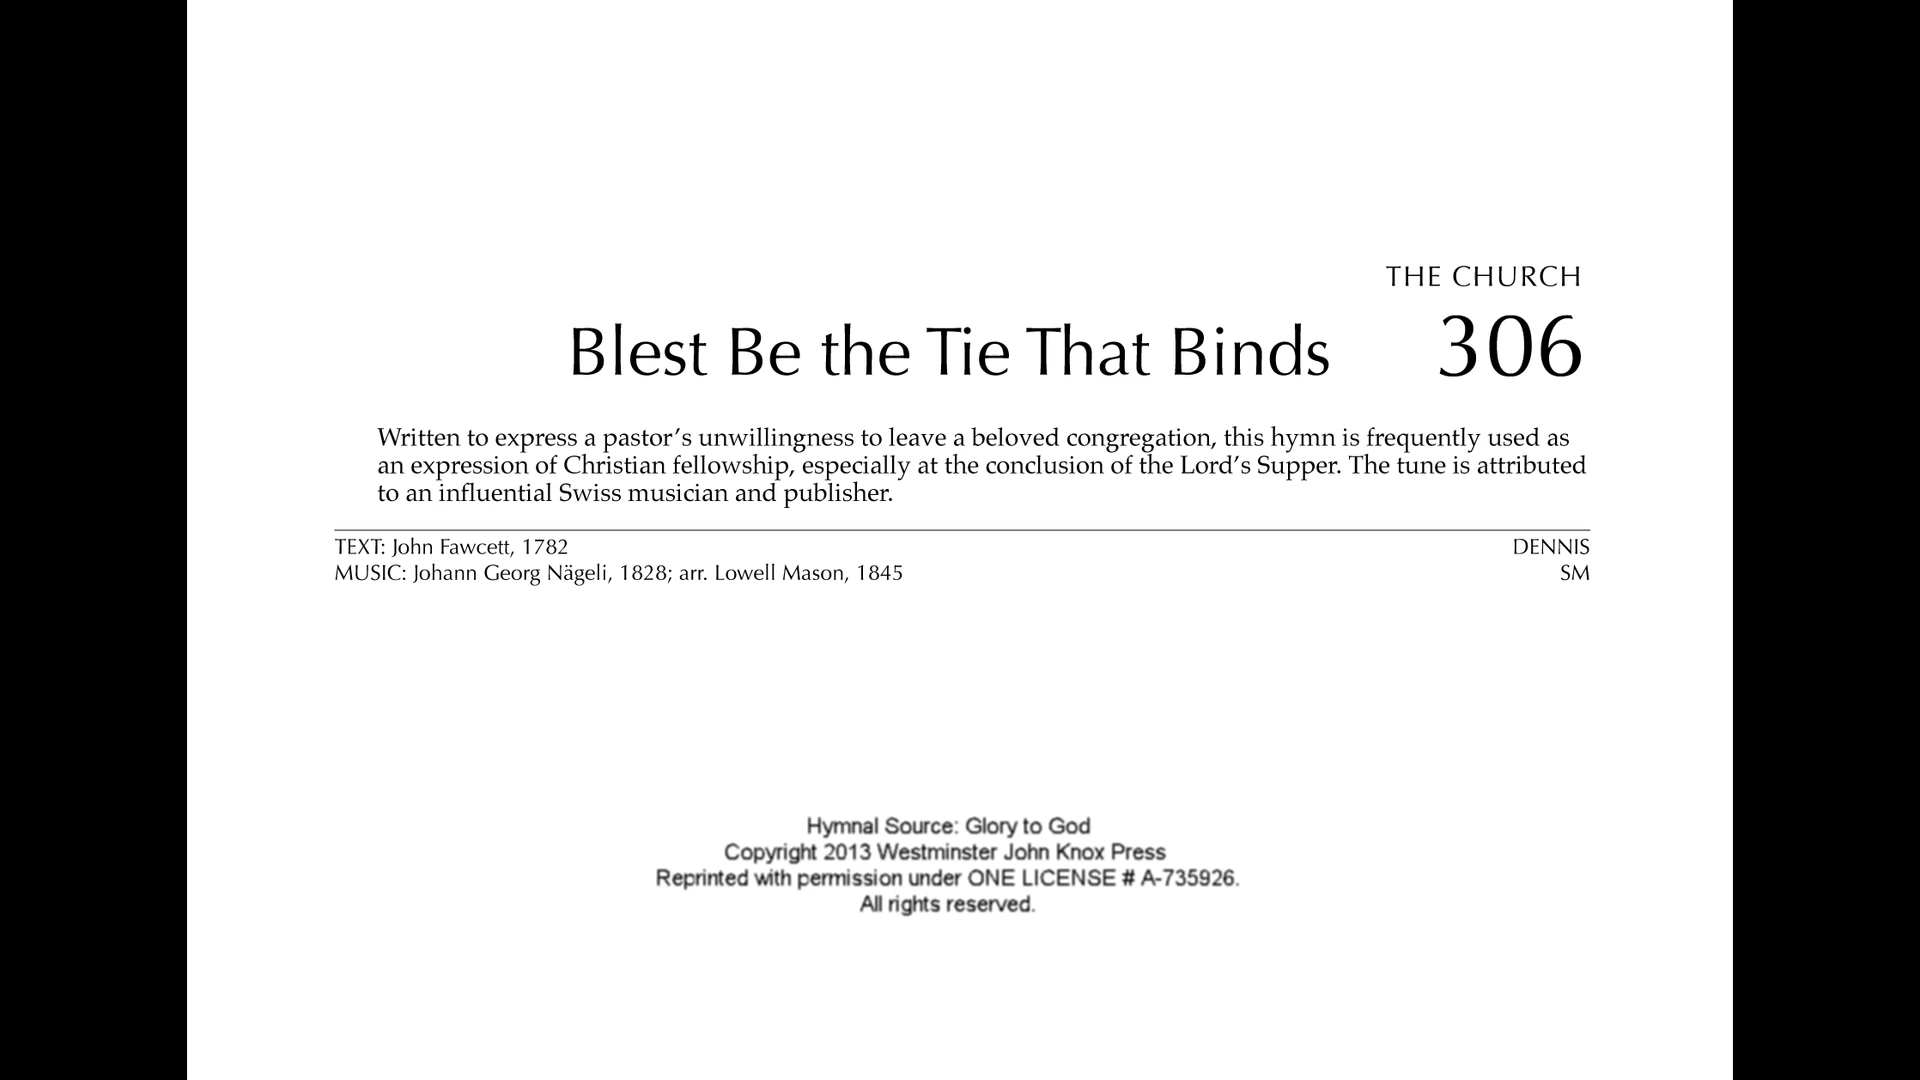 THE CHURCH
Blest Be the Tie That Binds 306
Written to express a pastor’s unwillingness to leave a beloved congregation, this hymn is frequently used as
an expression of Christian fellowship, especially at the conclusion of the Lord’s Supper. The tune is attributed
to an influential Swiss musician and publisher.
TEXT: John Fawcett, 1782 DENNIS
MUSIC: Johann Georg Nägeli, 1828; arr. Lowell Mason, 1845 SM
Hymnal Source: Glory to God
Copyright 2013 Westminster John Knox Press
Reprinted with permission under ONE LICENSE # A-735926.
All rights reserved.